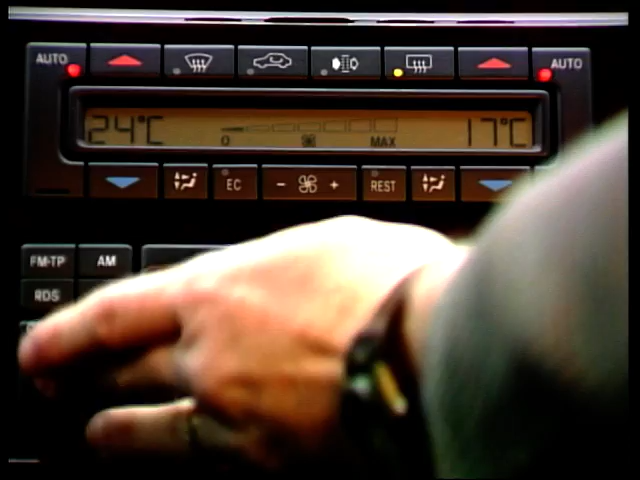 AUTO AUTO
24°C 17°C
0 MAX
EC - + REST
FM-TP AM
RDS